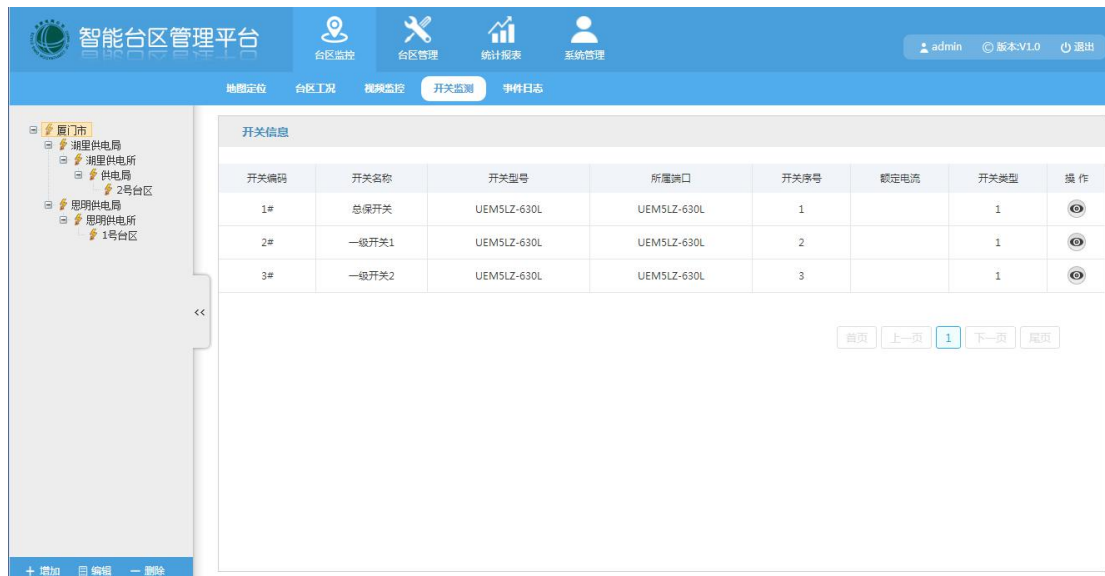 智能台区管理平台
台区监控 台区管理 统计报表 系统管理
admin 版本:V1.0 退出
地图定位 台区工况 视频监控 开关监测 事件日志
厦门市
湖里供电局
湖里供电所
供电局
2号台区
思明供电局
思明供电所
1号台区
<<
开关信息
开关编码 开关名称 开关型号 所属端口 开关序号 额定电流 开关类型 操作
1# 总保开关 UEM5LZ-630L UEM5LZ-630L 1 1
2# 一级开关1 UEM5LZ-630L UEM5LZ-630L 2 1
3# 一级开关2 UEM5LZ-630L UEM5LZ-630L 3 1
首页 上一页 1 下一页 尾页
增加 编辑 删除